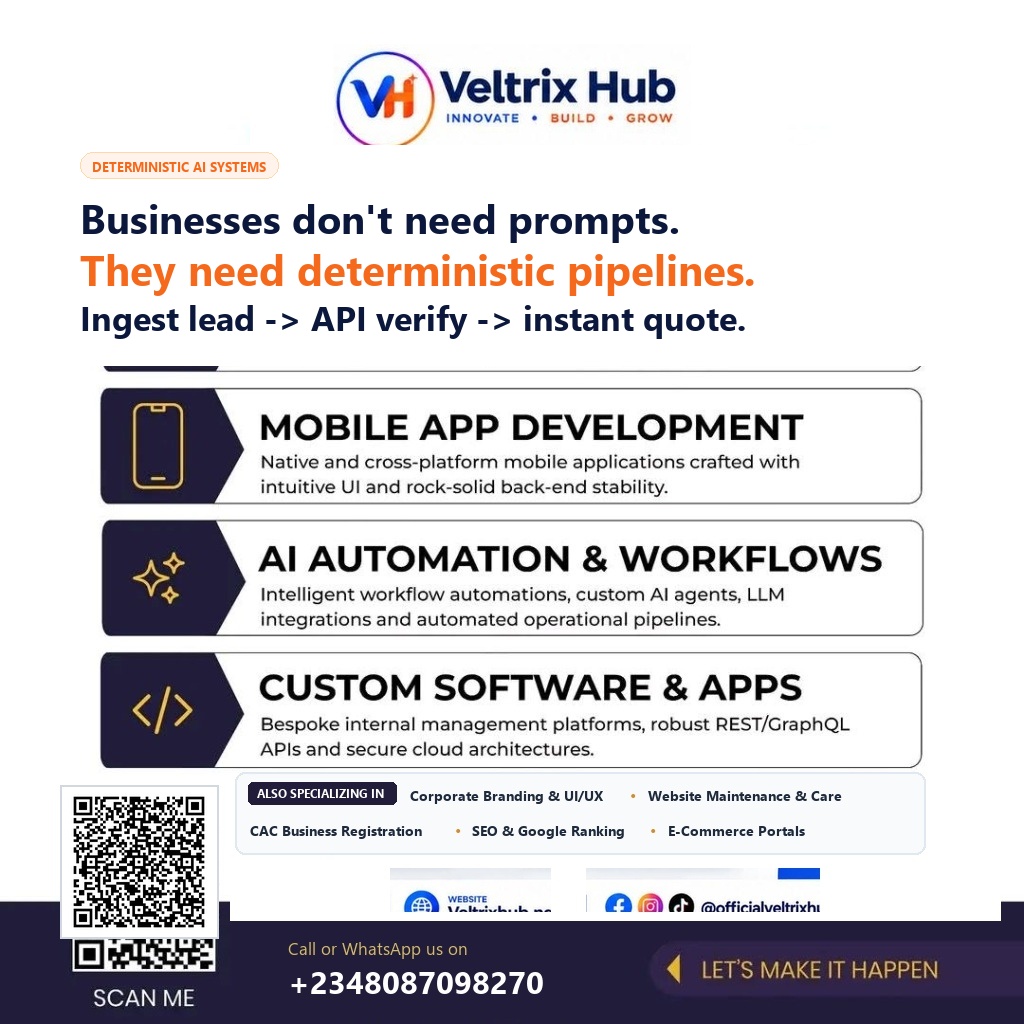 Veltrix Hub
INNOVATE • BUILD • GROW
DETERMINISTIC AI SYSTEMS
Businesses don't need prompts.
They need deterministic pipelines.
Ingest lead -> API verify -> instant quote.
MOBILE APP DEVELOPMENT
Native and cross-platform mobile applications crafted with
intuitive UI and rock-solid back-end stability.
AI AUTOMATION & WORKFLOWS
Intelligent workflow automations, custom AI agents, LLM
integrations and automated operational pipelines.
CUSTOM SOFTWARE & APPS
Bespoke internal management platforms, robust REST/GraphQL
APIs and secure cloud architectures.
ALSO SPECIALIZING IN Corporate Branding & UI/UX • Website Maintenance & Care
CAC Business Registration • SEO & Google Ranking • E-Commerce Portals
WEBSITE
Call or WhatsApp us on
+2348087098270
LET'S MAKE IT HAPPEN
SCAN ME